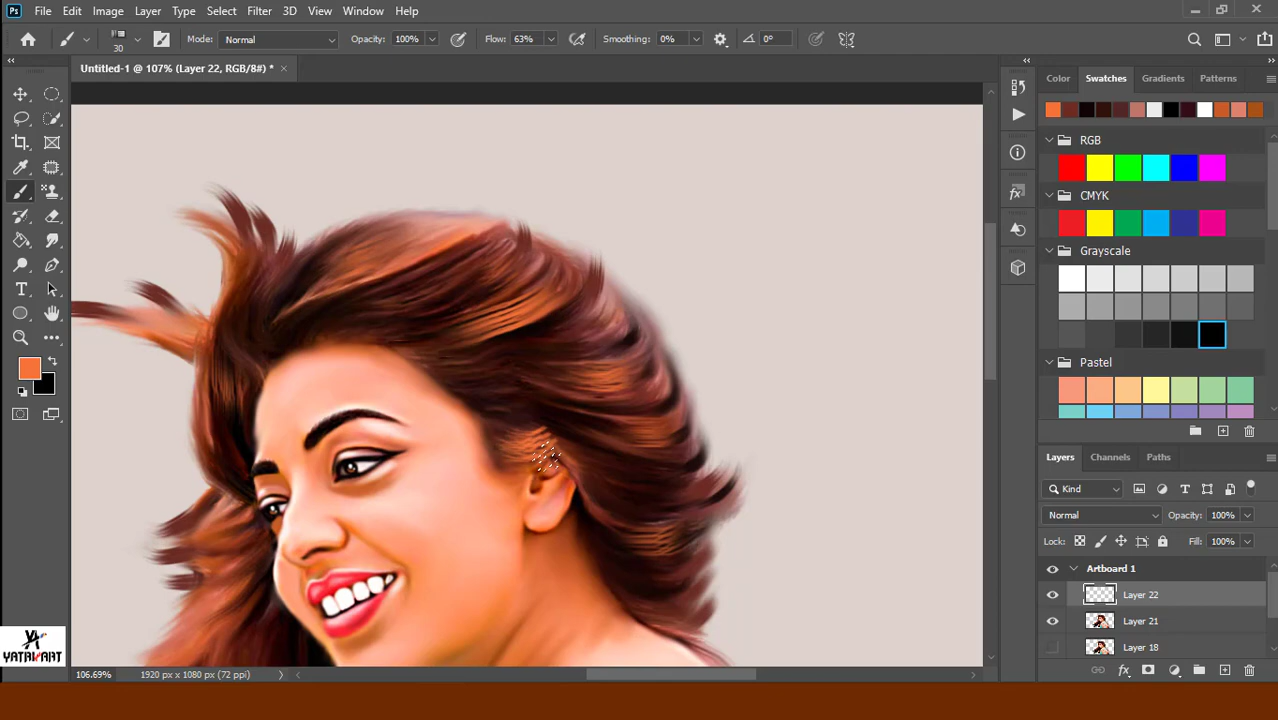 Ps File Edit Image Layer Type Select Filter 3D View Window Help
30 Mode: Normal Opacity: 100% Flow: 63% Smoothing: 0% 0°
Untitled-1 @ 107% (Layer 22, RGB/8#) *
Color Swatches Gradients Patterns
RGB
CMYK
Grayscale
Pastel
Layers Channels Paths
Kind
Normal Opacity: 100%
Lock: Fill: 100%
Artboard 1
Layer 22
Layer 21
Layer 18
YATRIKART
106.69% 1920 px x 1080 px (72 ppi)